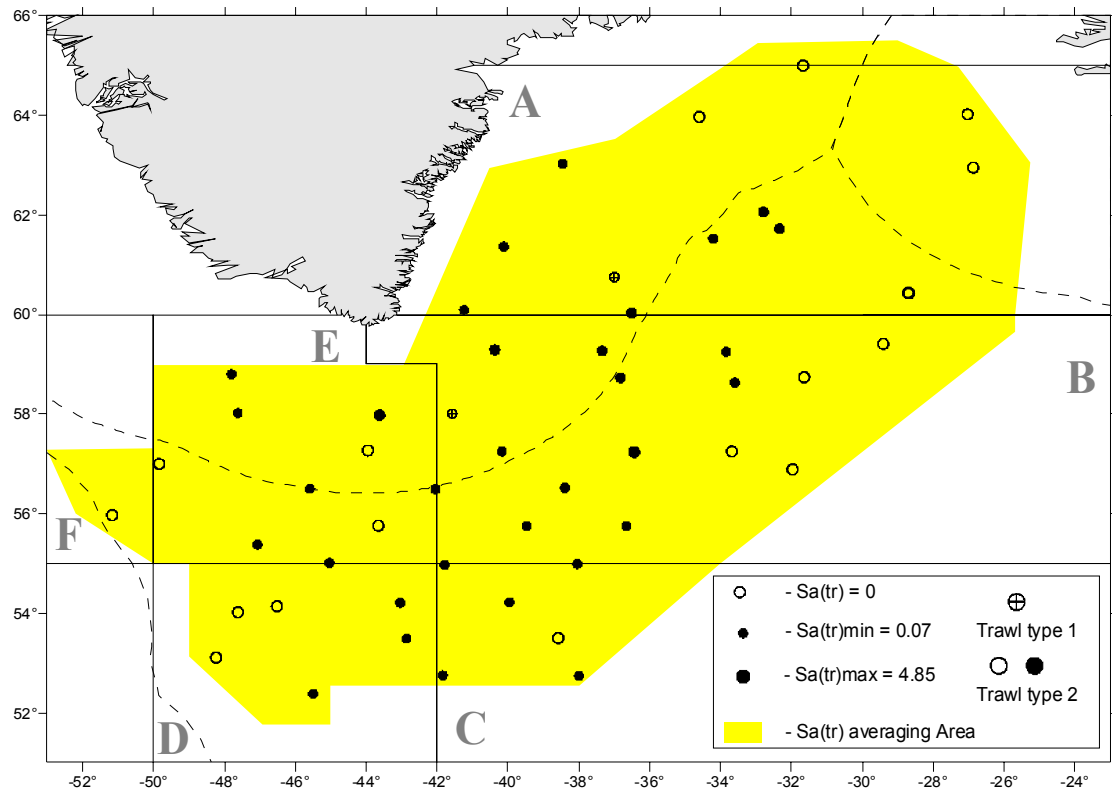 66°
64°
62°
60°
58°
56°
54°
52°
A
B
E
F
D
C
- Sa(tr) = 0
- Sa(tr)min = 0.07
Trawl type 1
- Sa(tr)max = 4.85
Trawl type 2
- Sa(tr) averaging Area
-52° -50° -48° -46° -44° -42° -40° -38° -36° -34° -32° -30° -28° -26° -24°